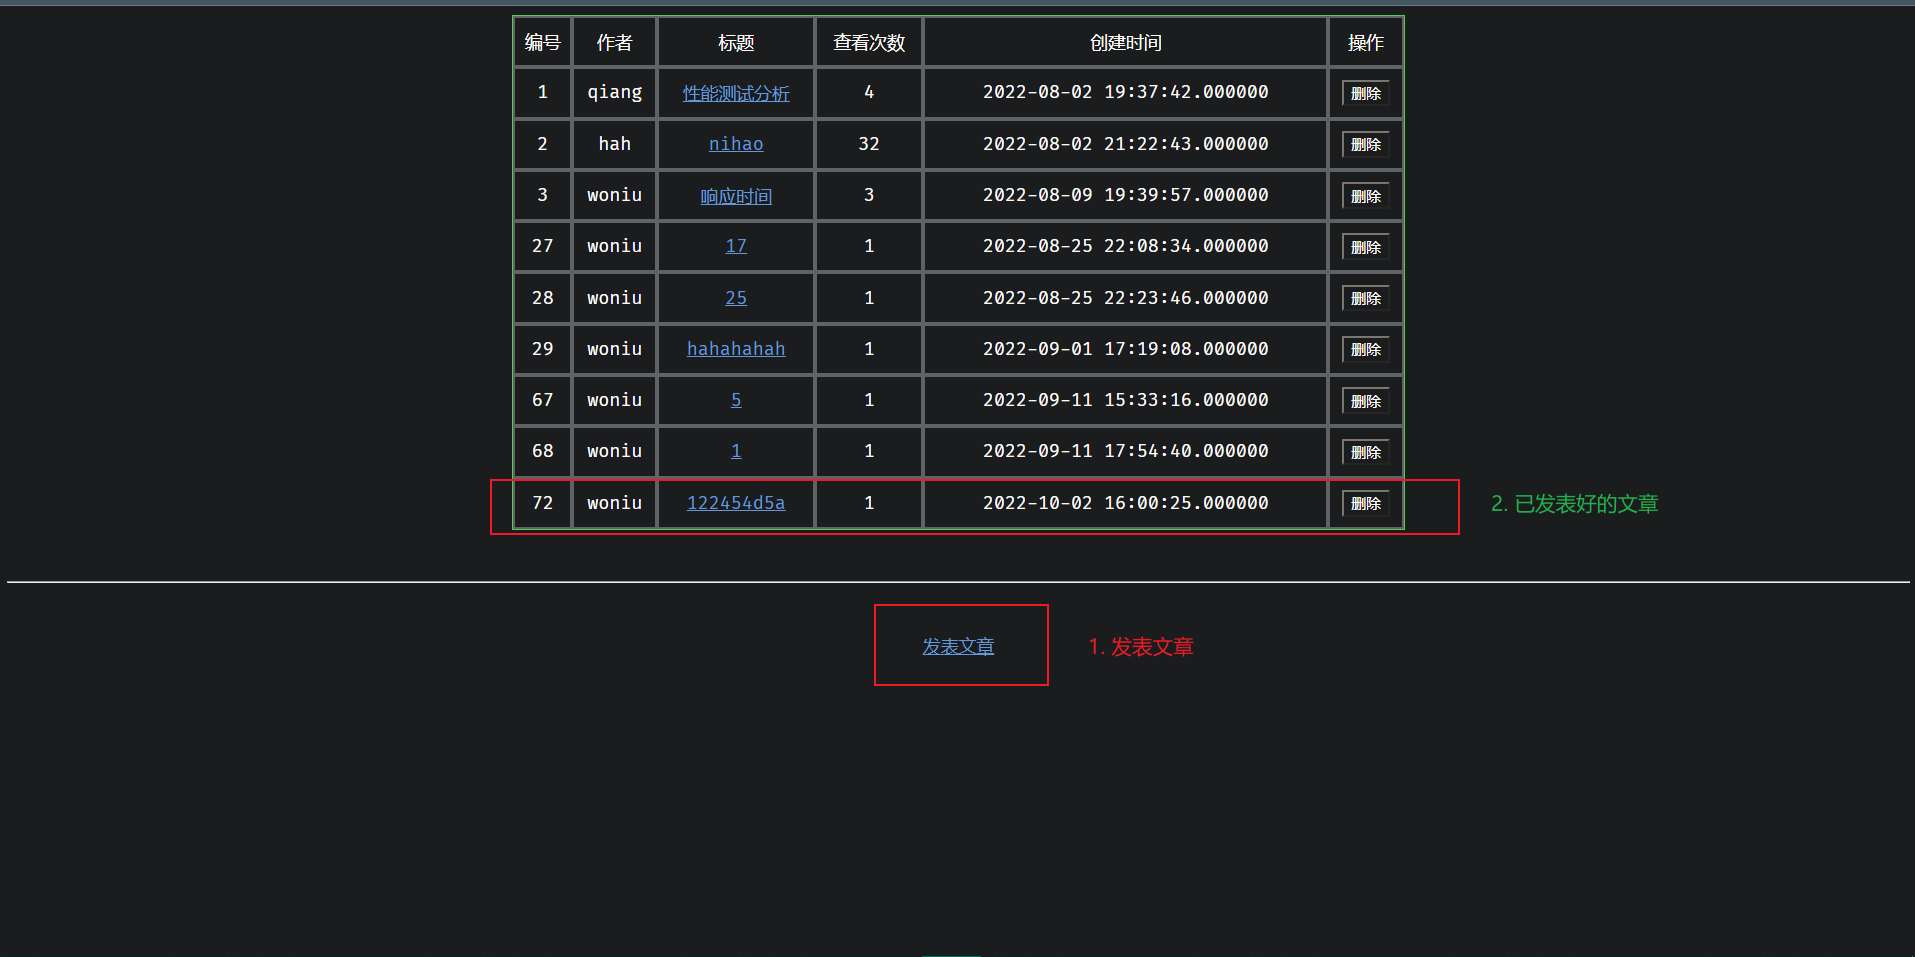 编号 作者 标题 查看次数 创建时间 操作
1 qiang 性能测试分析 4 2022-08-02 19:37:42.000000 删除
2 hah nihao 32 2022-08-02 21:22:43.000000 删除
3 woniu 响应时间 3 2022-08-09 19:39:57.000000 删除
27 woniu 17 1 2022-08-25 22:08:34.000000 删除
28 woniu 25 1 2022-08-25 22:23:46.000000 删除
29 woniu hahahahah 1 2022-09-01 17:19:08.000000 删除
67 woniu 5 1 2022-09-11 15:33:16.000000 删除
68 woniu 1 1 2022-09-11 17:54:40.000000 删除
72 woniu 122454d5a 1 2022-10-02 16:00:25.000000 删除 2. 已发表好的文章
发表文章 1. 发表文章